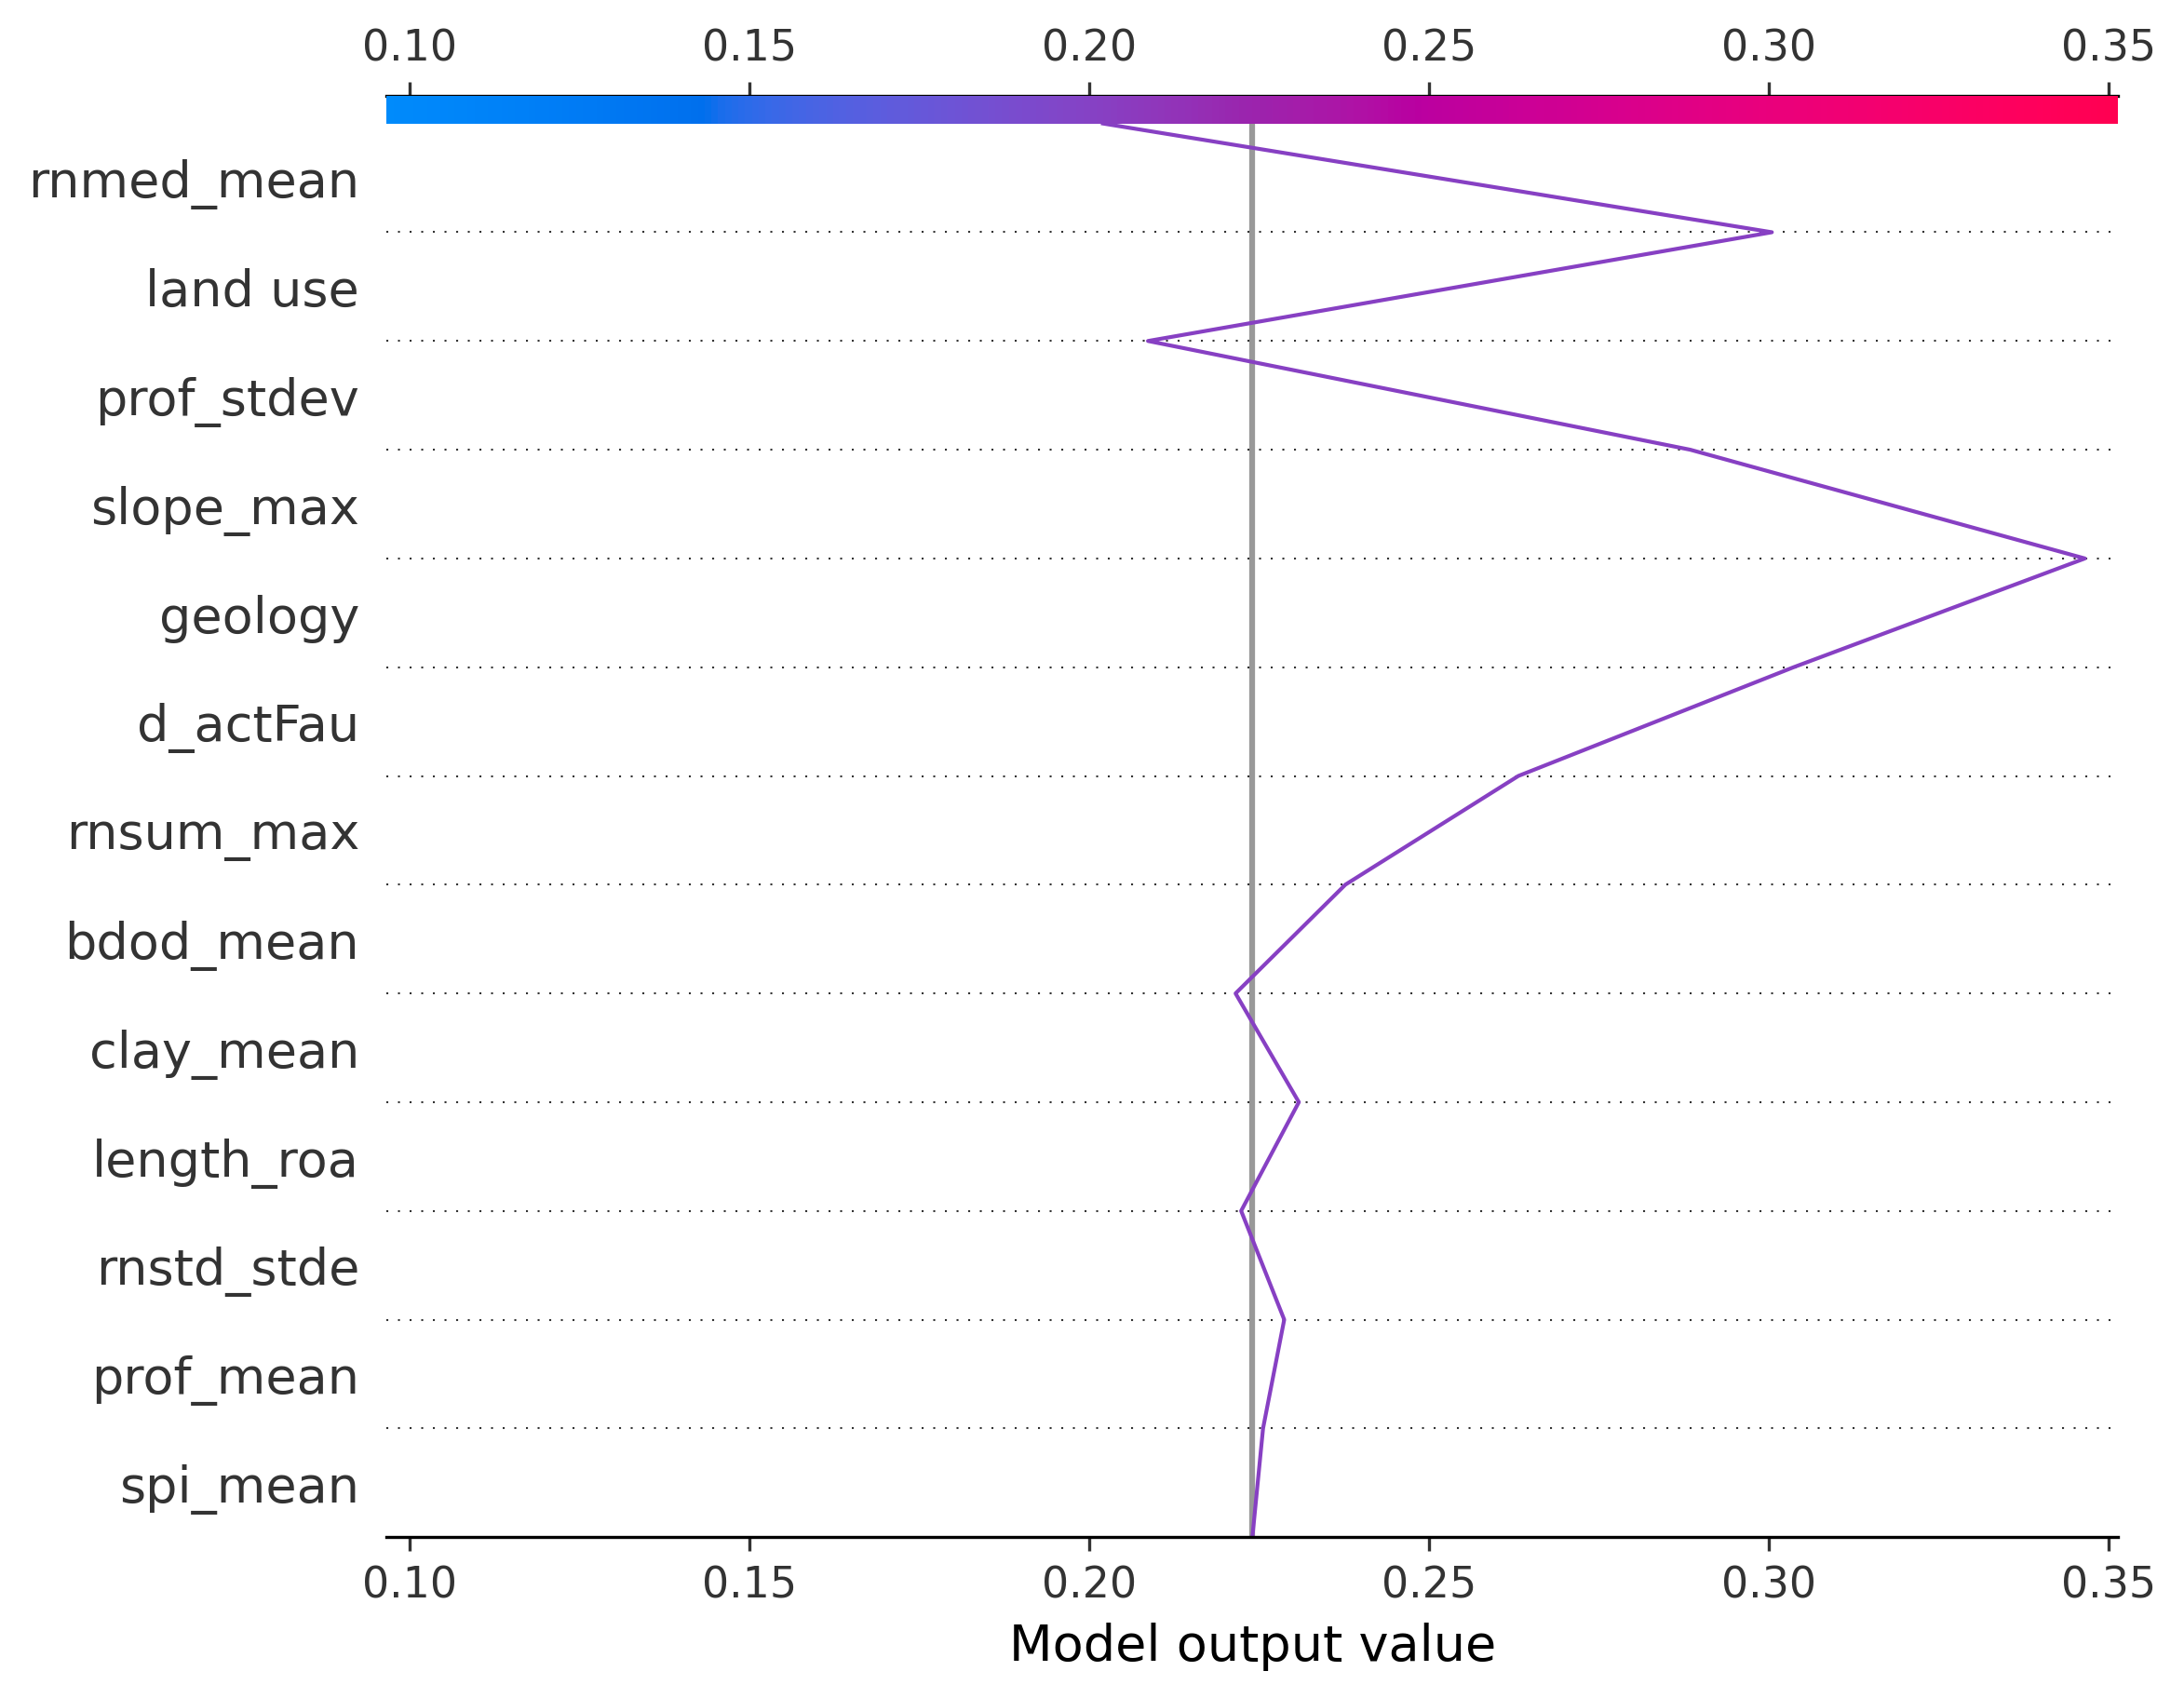 0.10 0.15 0.20 0.25 0.30 0.35
rnmed_mean
land use
prof_stdev
slope_max
geology
d_actFau
rnsum_max
bdod_mean
clay_mean
length_roa
rnstd_stde
prof_mean
spi_mean
0.10 0.15 0.20 0.25 0.30 0.35
Model output value